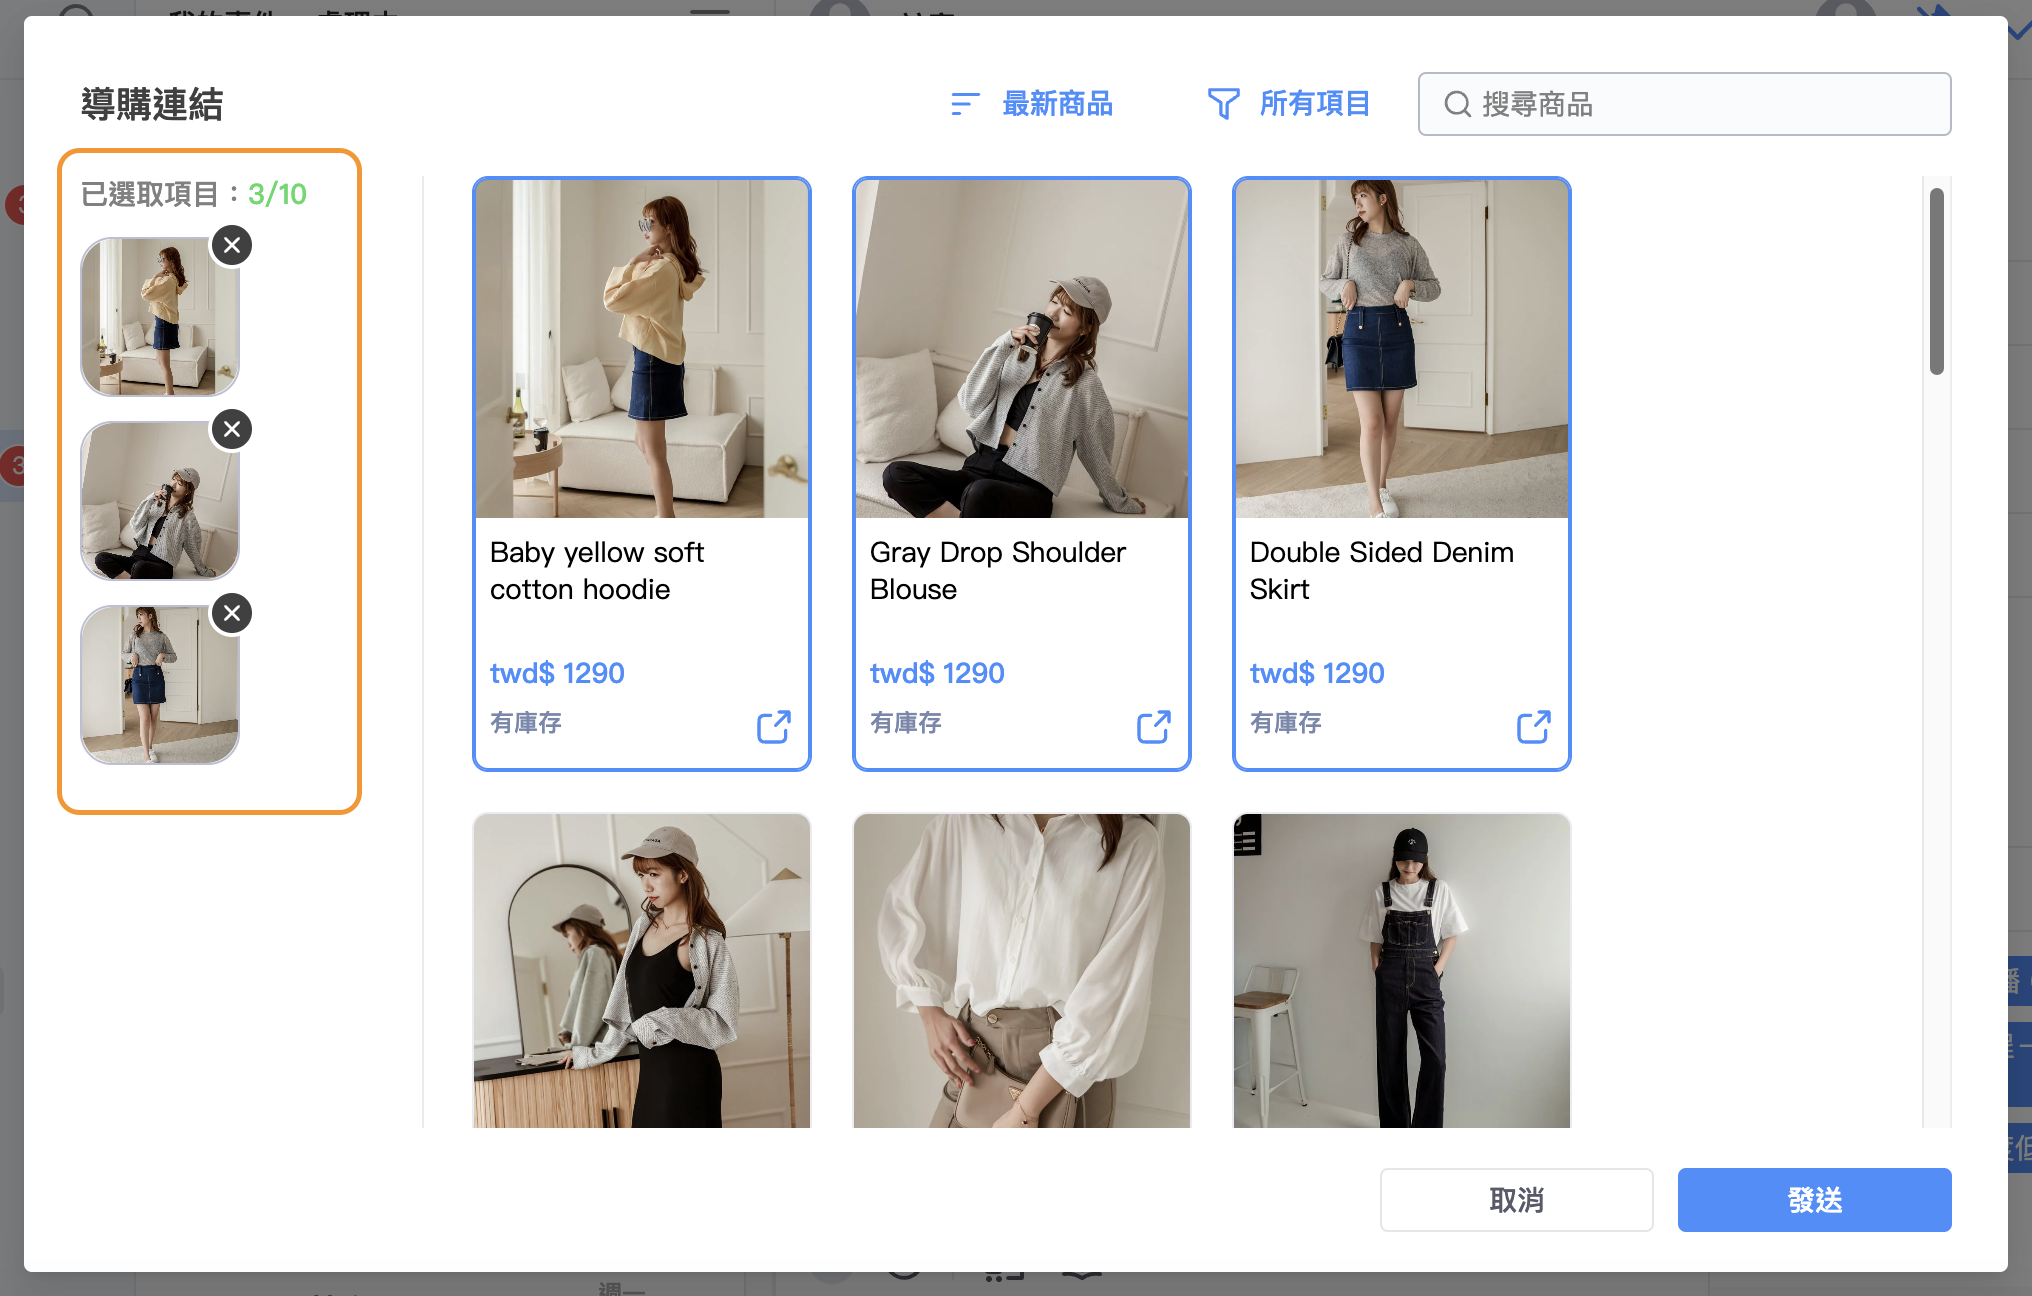 導購連結
最新商品
所有項目
搜尋商品
已選取項目：3/10
Baby yellow soft
cotton hoodie
twd$ 1290
有庫存
Gray Drop Shoulder
Blouse
twd$ 1290
有庫存
Double Sided Denim
Skirt
twd$ 1290
有庫存
取消
發送